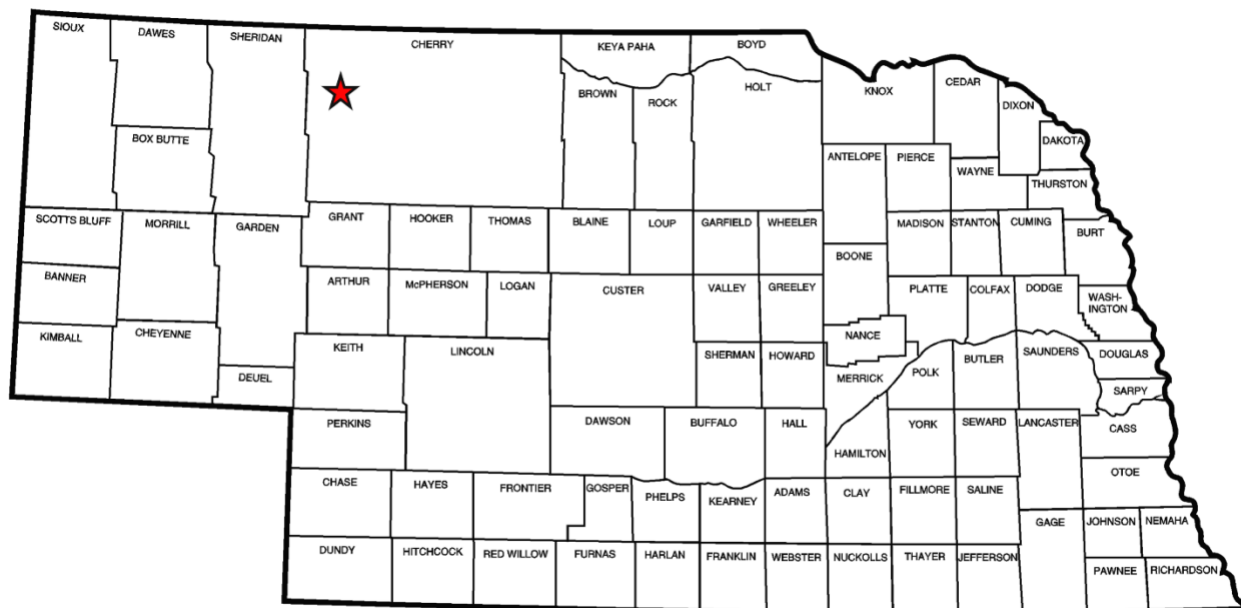 SIOUX
DAWES
SHERIDAN
CHERRY
KEYA PAHA
BOYD
BROWN
ROCK
HOLT
KNOX
CEDAR
DIXON
DAKOTA
BOX BUTTE
ANTELOPE
PIERCE
WAYNE
THURSTON
SCOTTS BLUFF
MORRILL
GARDEN
GRANT
HOOKER
THOMAS
BLAINE
LOUP
GARFIELD
WHEELER
MADISON
STANTON
CUMING
BURT
BANNER
BOONE
ARTHUR
McPHERSON
LOGAN
CUSTER
VALLEY
GREELEY
PLATTE
COLFAX
DODGE
WASH-
INGTON
KIMBALL
CHEYENNE
KEITH
LINCOLN
NANCE
DEUEL
SHERMAN
HOWARD
MERRICK
POLK
BUTLER
SAUNDERS
DOUGLAS
SARPY
PERKINS
DAWSON
BUFFALO
HALL
HAMILTON
YORK
SEWARD
LANCASTER
CASS
CHASE
HAYES
FRONTIER
GOSPER
PHELPS
KEARNEY
ADAMS
CLAY
FILLMORE
SALINE
OTOE
DUNDY
HITCHCOCK
RED WILLOW
FURNAS
HARLAN
FRANKLIN
WEBSTER
NUCKOLLS
THAYER
JEFFERSON
GAGE
JOHNSON
NEMAHA
PAWNEE
RICHARDSON